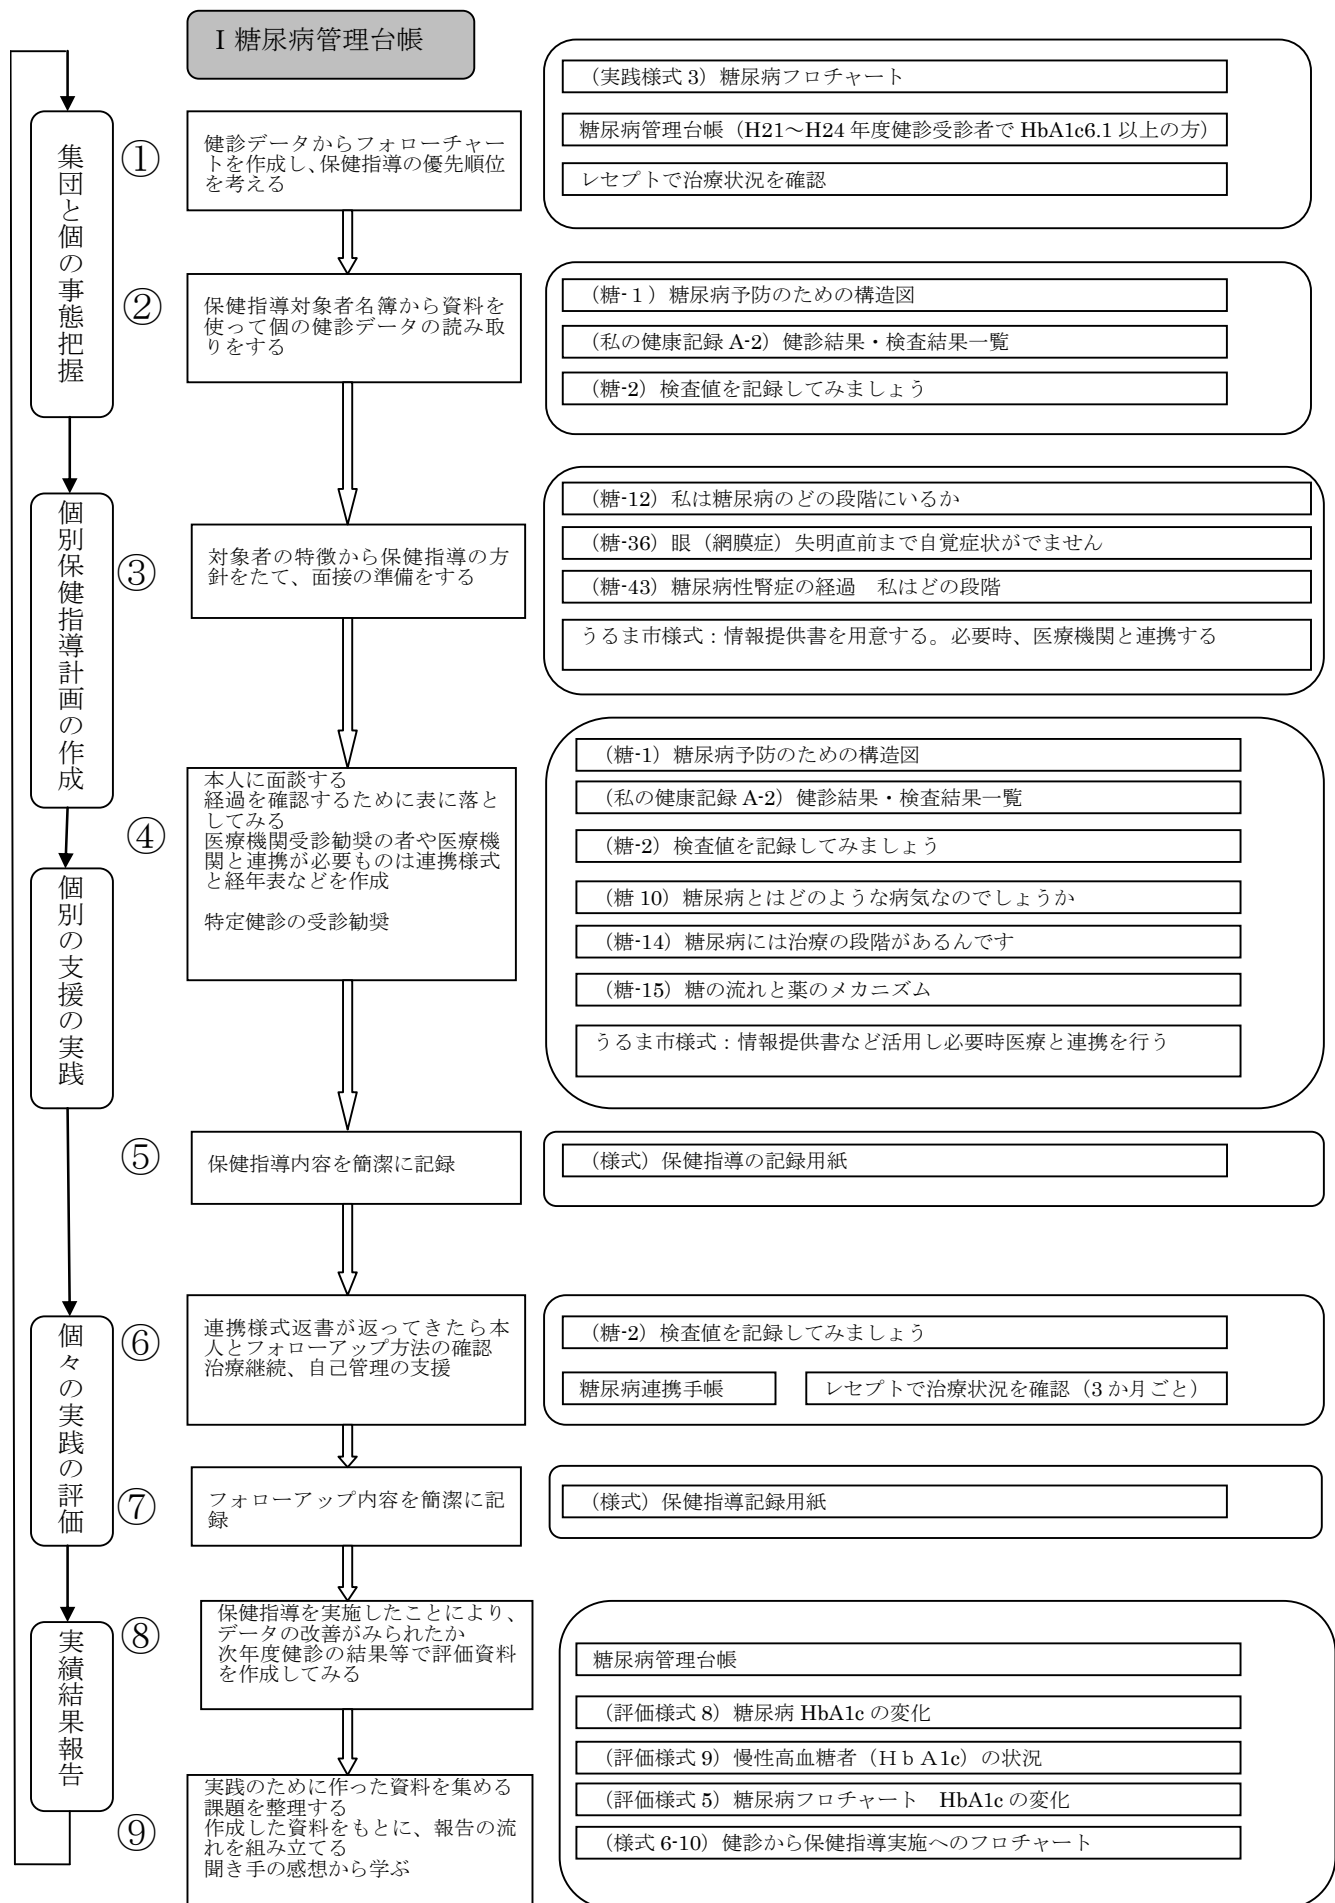 Ⅰ 糖尿病管理台帳
集団と個の事態把握
①
健診データからフォローチャー
トを作成し、保健指導の優先順位
を考える
（実践様式 3）糖尿病フロチャート
糖尿病管理台帳（H21～H24 年度健診受診者で HbA1c6.1 以上の方）
レセプトで治療状況を確認
②
保健指導対象者名簿から資料を
使って個の健診データの読み取
りをする
（糖-１）糖尿病予防のための構造図
（私の健康記録 A-2）健診結果・検査結果一覧
（糖-2）検査値を記録してみましょう
個別保健指導計画の作成
③
対象者の特徴から保健指導の方
針をたて、面接の準備をする
（糖-12）私は糖尿病のどの段階にいるか
（糖-36）眼（網膜症）失明直前まで自覚症状がでません
（糖-43）糖尿病性腎症の経過　私はどの段階
うるま市様式：情報提供書を用意する。必要時、医療機関と連携する
個別の支援の実践
④
本人に面談する
経過を確認するために表に落と
してみる
医療機関受診勧奨の者や医療機
関と連携が必要ものは連携様式
と経年表などを作成
特定健診の受診勧奨
（糖-1）糖尿病予防のための構造図
（私の健康記録 A-2）健診結果・検査結果一覧
（糖-2）検査値を記録してみましょう
（糖 10）糖尿病とはどのような病気なのでしょうか
（糖-14）糖尿病には治療の段階があるんです
（糖-15）糖の流れと薬のメカニズム
うるま市様式：情報提供書など活用し必要時医療と連携を行う
⑤
保健指導内容を簡潔に記録
（様式）保健指導の記録用紙
個々の実践の評価
⑥
連携様式返書が返ってきたら本
人とフォローアップ方法の確認
治療継続、自己管理の支援
（糖-2）検査値を記録してみましょう
糖尿病連携手帳
レセプトで治療状況を確認（3 か月ごと）
⑦
フォローアップ内容を簡潔に記
録
（様式）保健指導記録用紙
実績結果報告
⑧
保健指導を実施したことにより、
データの改善がみられたか
次年度健診の結果等で評価資料
を作成してみる
糖尿病管理台帳
（評価様式 8）糖尿病 HbA1c の変化
（評価様式 9）慢性高血糖者（Ｈｂ A1c）の状況
（評価様式 5）糖尿病フロチャート　HbA1c の変化
（様式 6-10）健診から保健指導実施へのフロチャート
⑨
実践のために作った資料を集める
課題を整理する
作成した資料をもとに、報告の流
れを組み立てる
聞き手の感想から学ぶ